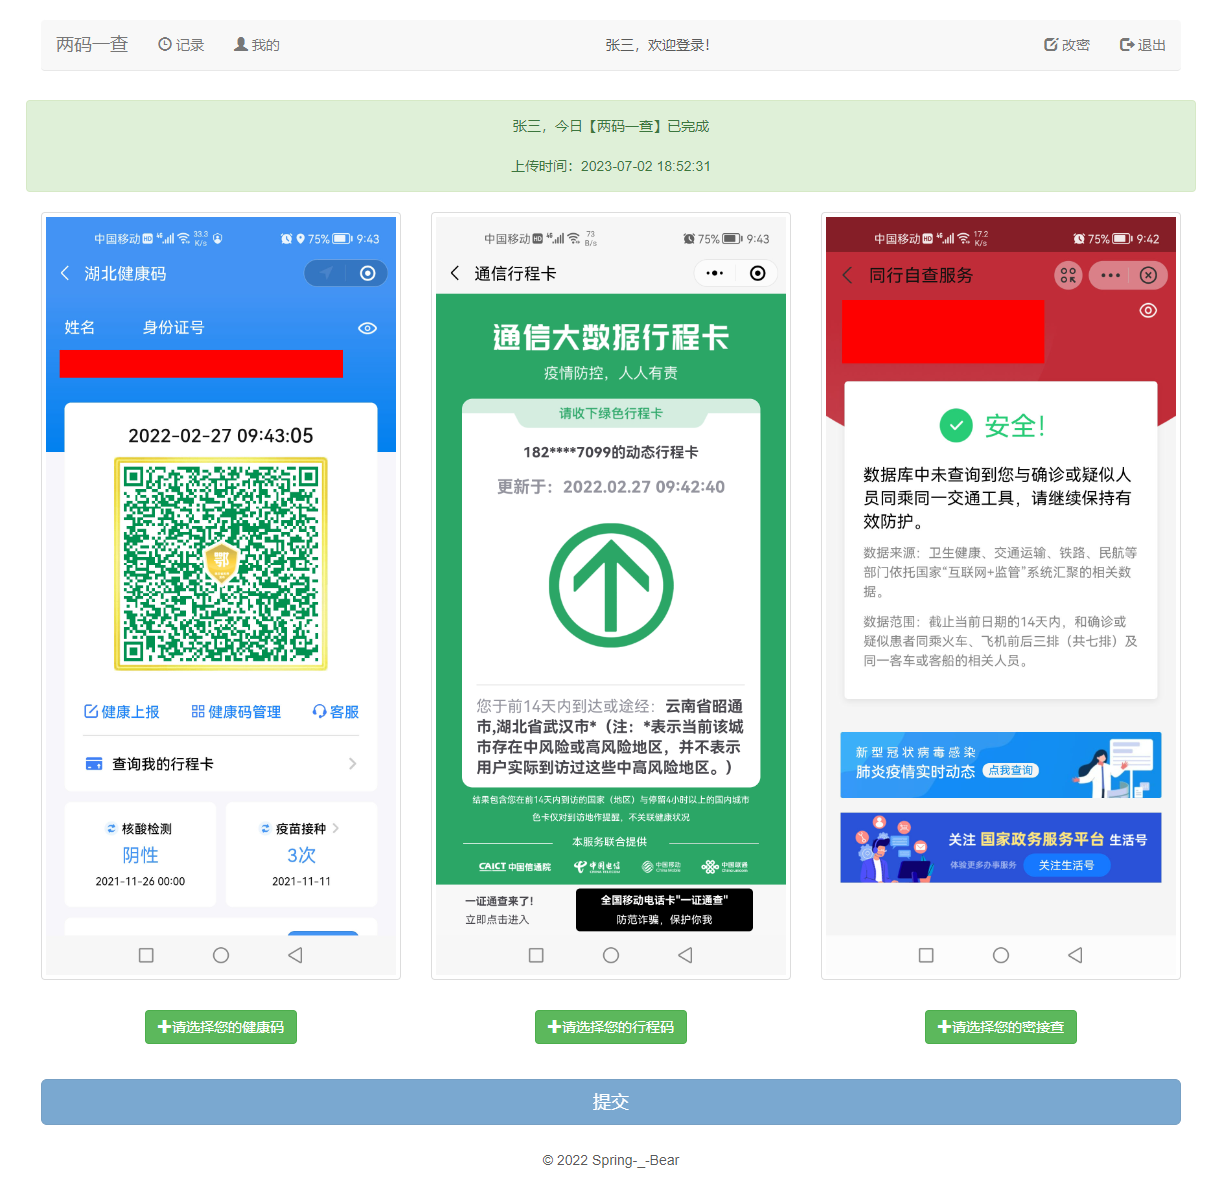 两码一查 记录 我的 张三，欢迎登录！ 改密 退出
张三，今日【两码一查】已完成
上传时间：2023-07-02 18:52:31
中国移动 HD 46 33.3 K/s 75% 9:43
湖北健康码
姓名 身份证号
2022-02-27 09:43:05
健康上报 健康码管理 客服
查询我的行程卡
核酸检测
阴性
2021-11-26 00:00
疫苗接种
3次
2021-11-11
中国移动 HD 46 73 B/s 75% 9:43
通信行程卡
通信大数据行程卡
疫情防控，人人有责
请收下绿色行程卡
182****7099的动态行程卡
更新于：2022.02.27 09:42:40
您于前14天内到达或途经：云南省昭通
市,湖北省武汉市*（注：*表示当前该城
市存在中风险或高风险地区，并不表示
用户实际到访过这些中高风险地区。）
结果包含您在前14天内到访的国家（地区）与停留4小时以上的国内城市
色卡仅对到访地作提醒，不关联健康状况
本服务联合提供
CAICT 中国信通院 中国电信 中国移动 China Mobile 中国联通
一证通查来了！
立即点击进入
全国移动电话卡"一证通查"
防范诈骗，保护你我
中国移动 HD 46 17.2 K/s 75% 9:42
同行自查服务
安全！
数据库中未查询到您与确诊或疑似人
员同乘同一交通工具，请继续保持有
效防护。
数据来源：卫生健康、交通运输、铁路、民航等
部门依托国家“互联网+监管”系统汇聚的相关数
据。
数据范围：截止当前日期的14天内，和确诊或
疑似患者同乘火车、飞机前后三排（共七排）及
同一客车或客船的相关人员。
新型冠状病毒感染
肺炎疫情实时动态 点我查询
关注 国家政务服务平台 生活号
体验更多办事服务 关注生活号
请选择您的健康码
请选择您的行程码
请选择您的密接查
提交
© 2022 Spring-_-Bear